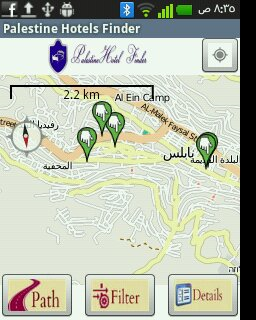 ٨:٣٥ ص
Palestine Hotels Finder
Palestine Hotel Finder
2.2 km
Al Ein Camp
Al-Malek Faysal St
رفيديا
Street
نابلس
المخفية
البلدة القديمة
Path
Filter
Details